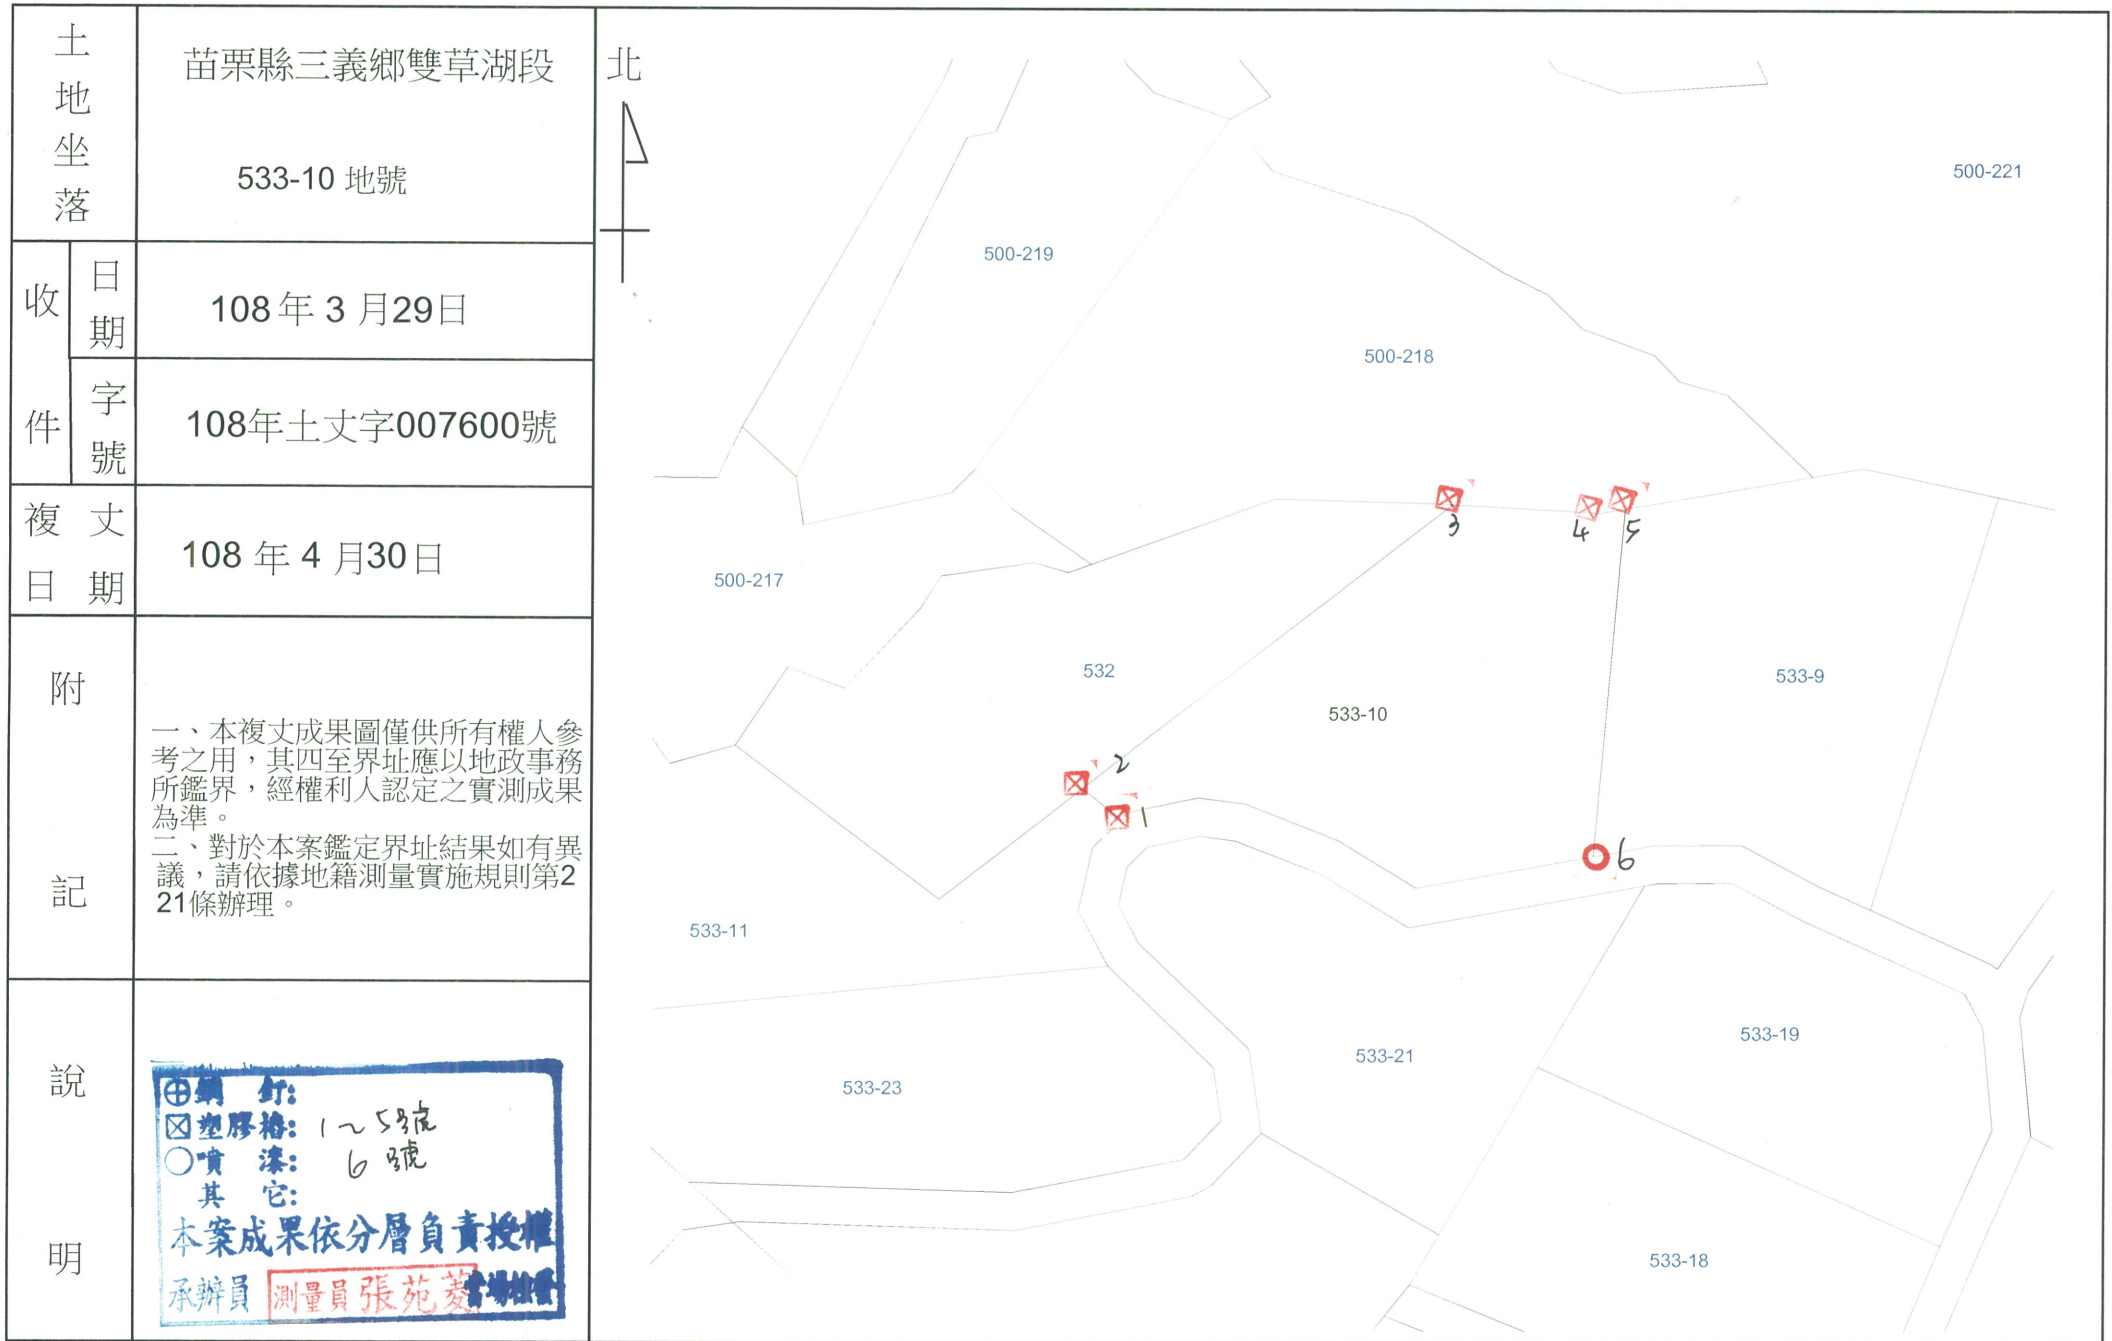 土地坐落
苗栗縣三義鄉雙草湖段
533-10 地號
收件
日期
108年 3 月29日
字號
108年土丈字007600號
複丈
日期
108 年 4 月30日
附記
一、本複丈成果圖僅供所有權人參
考之用，其四至界址應以地政事務
所鑑界，經權利人認定之實測成果
為準。
二、對於本案鑑定界址結果如有異
議，請依據地籍測量實施規則第2
21條辦理。
說明
鋼釘:
塑膠樁: 1~5號
噴漆: 6號
其它:
本案成果依分層負責授權
承辦員 測量員 張苑菱
北
500-221
500-219
500-218
3
4
5
500-217
532
533-9
533-10
2
1
6
533-11
533-19
533-21
533-23
533-18